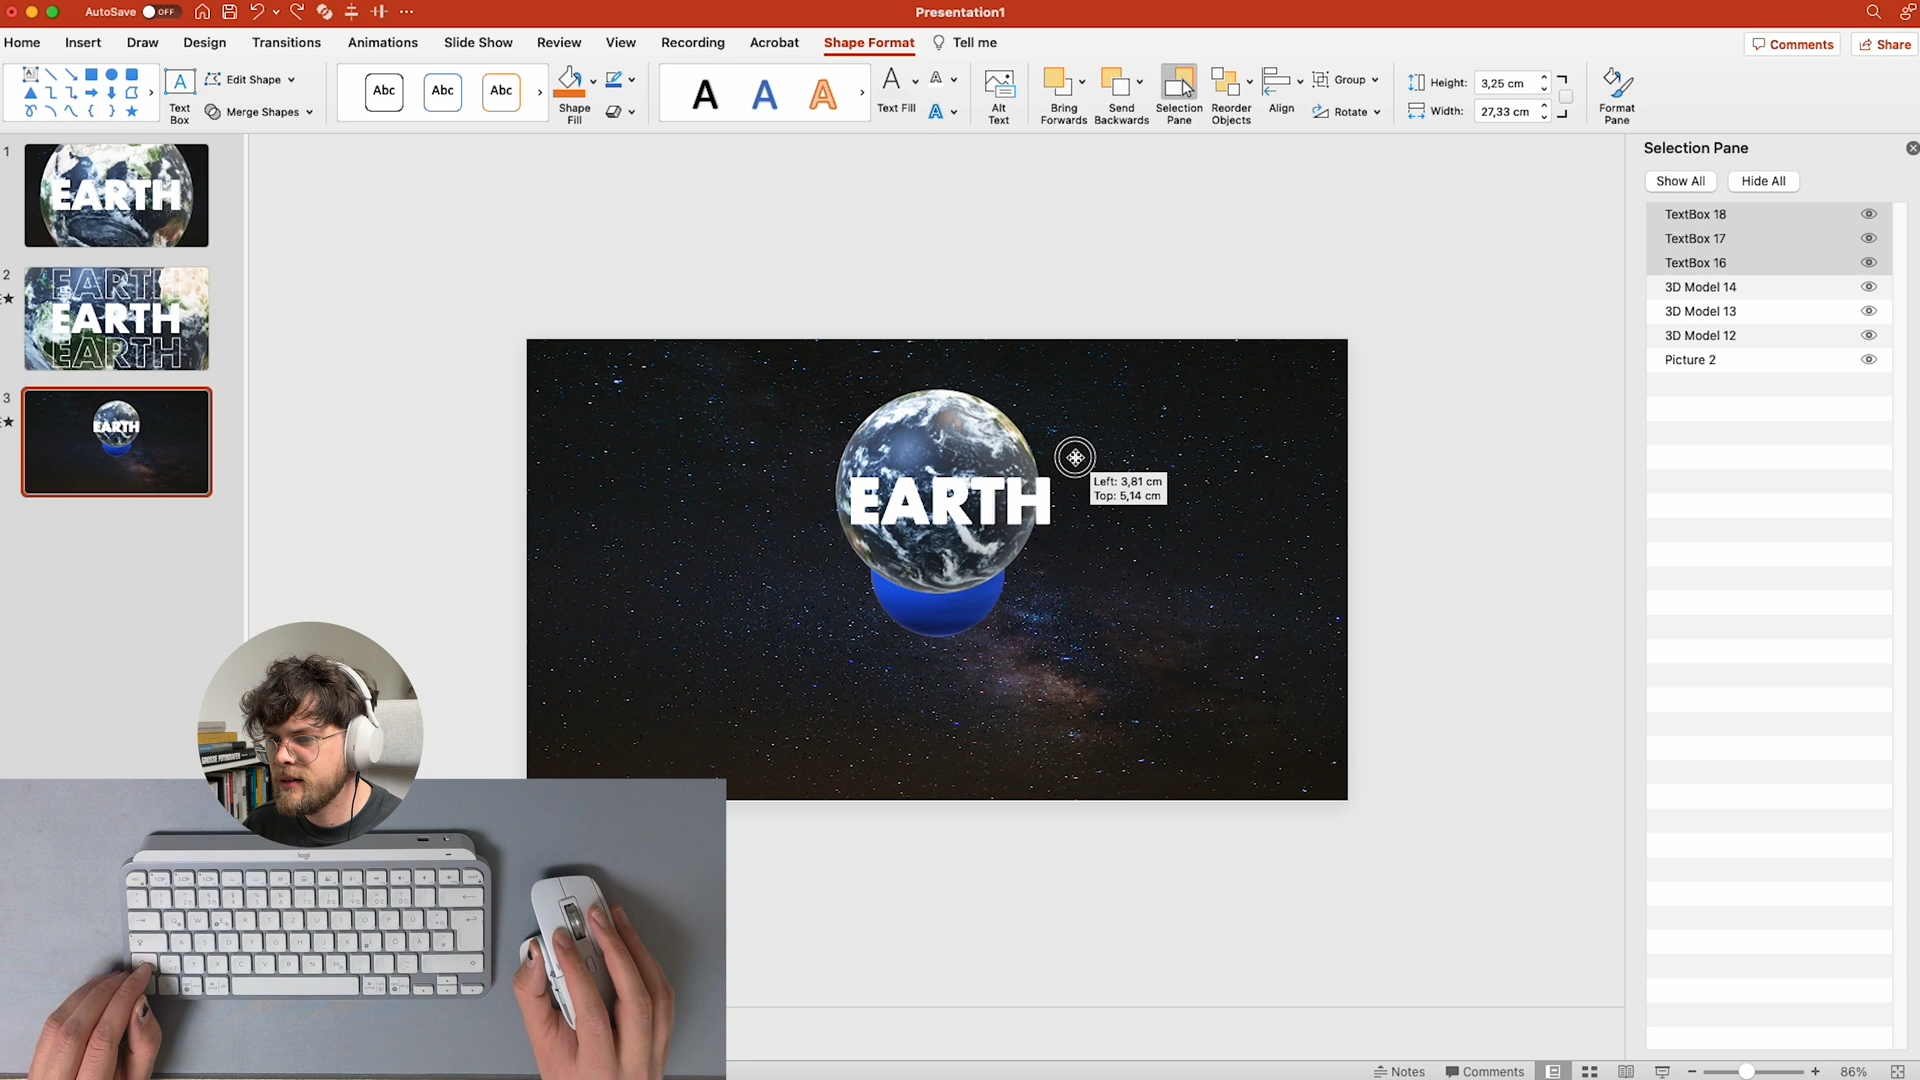 AutoSave OFF
Presentation1
Home Insert Draw Design Transitions Animations Slide Show Review View Recording Acrobat Shape Format Tell me
Comments Share
A
A
Text Box
Edit Shape
Merge Shapes
Abc Abc Abc
Shape Fill
A A A
A
A
A
Text Fill
Alt Text
Bring Forwards
Send Backwards
Selection Pane
Reorder Objects
Align
Group
Rotate
Height: 3,25 cm
Width: 27,33 cm
Format Pane
1
EARTH
2
EARTH
EARTH
EARTH
3
EARTH
EARTH
Left: 3,81 cm
Top: 5,14 cm
Selection Pane
Show All Hide All
TextBox 18
TextBox 17
TextBox 16
3D Model 14
3D Model 13
3D Model 12
Picture 2
logi
Notes Comments 86%